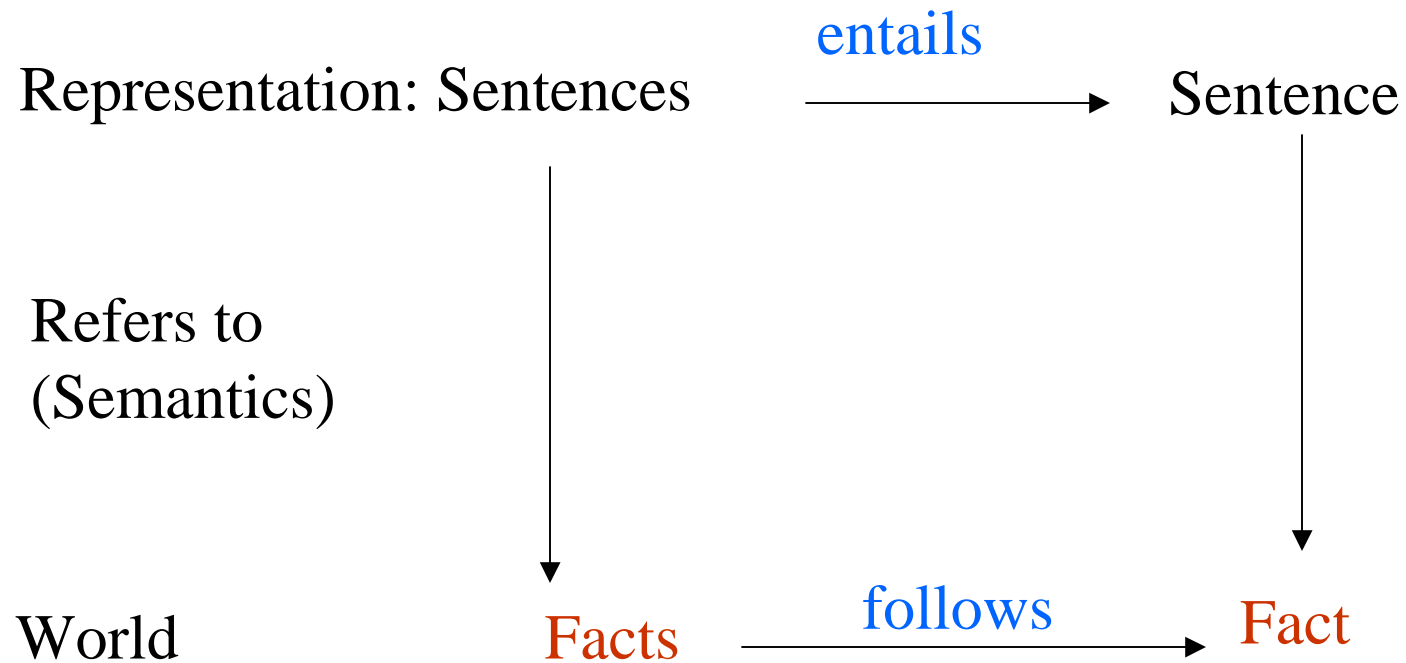 entails
Representation: Sentences
Sentence
Refers to
(Semantics)
World
Facts
follows
Fact